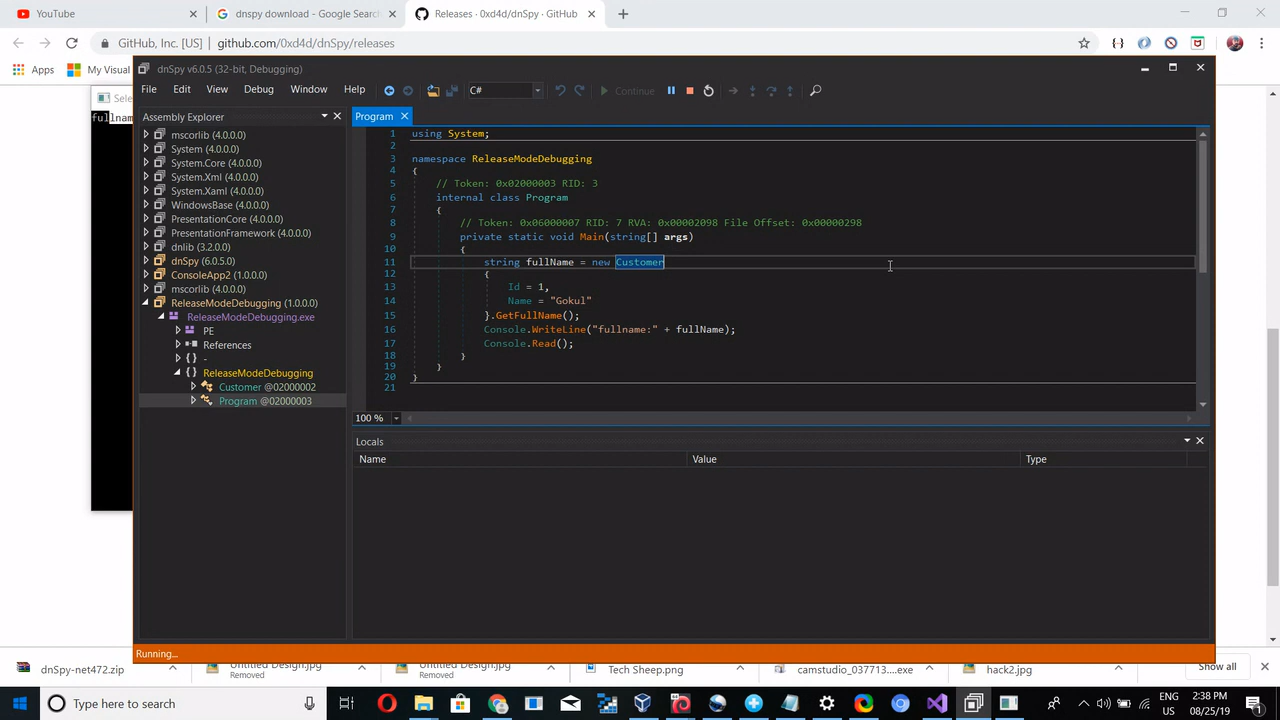 YouTube
dnspy download - Google Searc
Releases · 0xd4d/dnSpy · GitHub
GitHub, Inc. [US] github.com/0xd4d/dnSpy/releases
Apps
My Visual
Sele
dnSpy v6.0.5 (32-bit, Debugging)
File Edit View Debug Window Help C# Continue
fullnam
Assembly Explorer
mscorlib (4.0.0.0)
System (4.0.0.0)
System.Core (4.0.0.0)
System.Xml (4.0.0.0)
System.Xaml (4.0.0.0)
WindowsBase (4.0.0.0)
PresentationCore (4.0.0.0)
PresentationFramework (4.0.0.0)
dnlib (3.2.0.0)
dnSpy (6.0.5.0)
ConsoleApp2 (1.0.0.0)
mscorlib (4.0.0.0)
ReleaseModeDebugging (1.0.0.0)
ReleaseModeDebugging.exe
PE
References
{ } -
{ } ReleaseModeDebugging
Customer @02000002
Program @02000003
Program
1 using System;
2
3 namespace ReleaseModeDebugging
4 {
5 // Token: 0x02000003 RID: 3
6 internal class Program
7 {
8 // Token: 0x06000007 RID: 7 RVA: 0x00002098 File Offset: 0x00000298
9 private static void Main(string[] args)
10 {
11 string fullName = new Customer
12 {
13 Id = 1,
14 Name = "Gokul"
15 }.GetFullName();
16 Console.WriteLine("fullname:" + fullName);
17 Console.Read();
18 }
19 }
20 }
21
100 %
Locals
Name Value Type
Running...
dnSpy-net472.zip
Untitled Design.jpg
Removed
Untitled Design.jpg
Removed
Tech Sheep.png
camstudio_037713....exe
hack2.jpg
Show all
Type here to search
ENG
US
2:38 PM
08/25/19